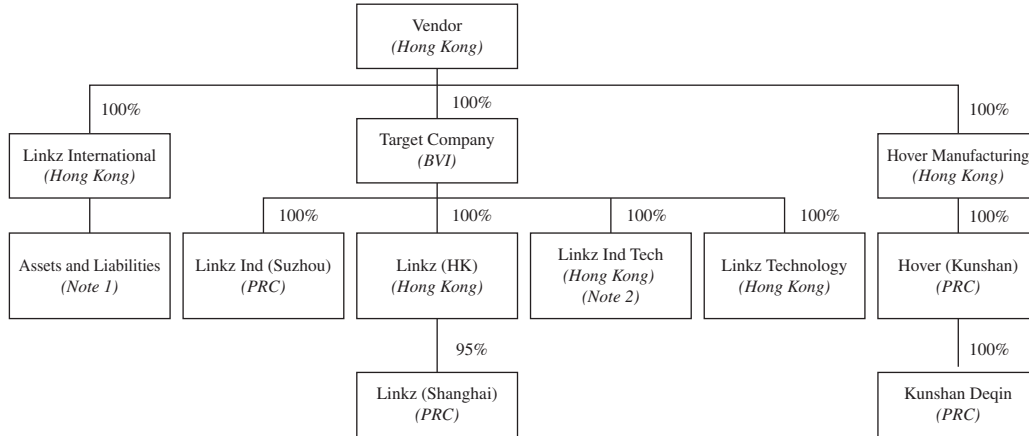 Vendor
(Hong Kong)
100%
100%
100%
Linkz International
(Hong Kong)
Target Company
(BVI)
Hover Manufacturing
(Hong Kong)
100%
100%
100%
100%
100%
Assets and Liabilities
(Note 1)
Linkz Ind (Suzhou)
(PRC)
Linkz (HK)
(Hong Kong)
Linkz Ind Tech
(Hong Kong)
(Note 2)
Linkz Technology
(Hong Kong)
Hover (Kunshan)
(PRC)
95%
100%
Linkz (Shanghai)
(PRC)
Kunshan Deqin
(PRC)